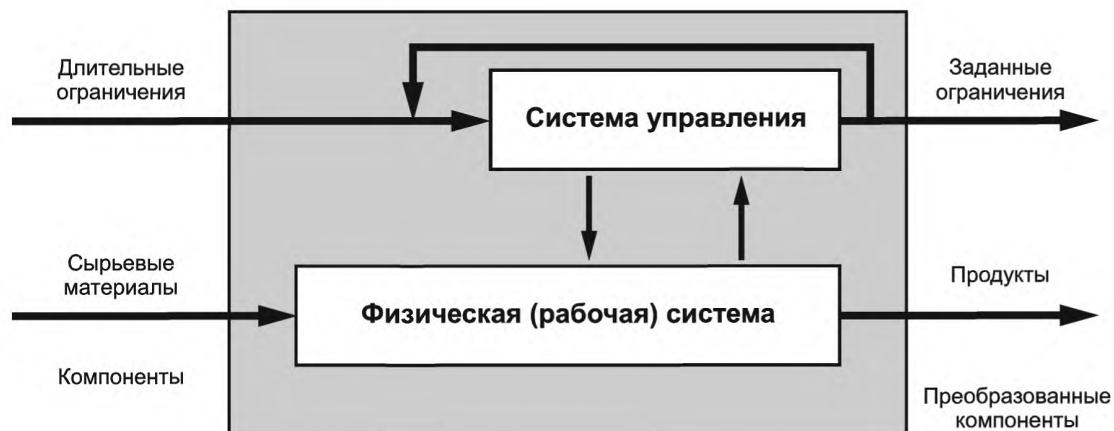 Длительные
ограничения
Система управления
Заданные
ограничения
Сырьевые
материалы
Физическая (рабочая) система
Продукты
Компоненты
Преобразованные
компоненты